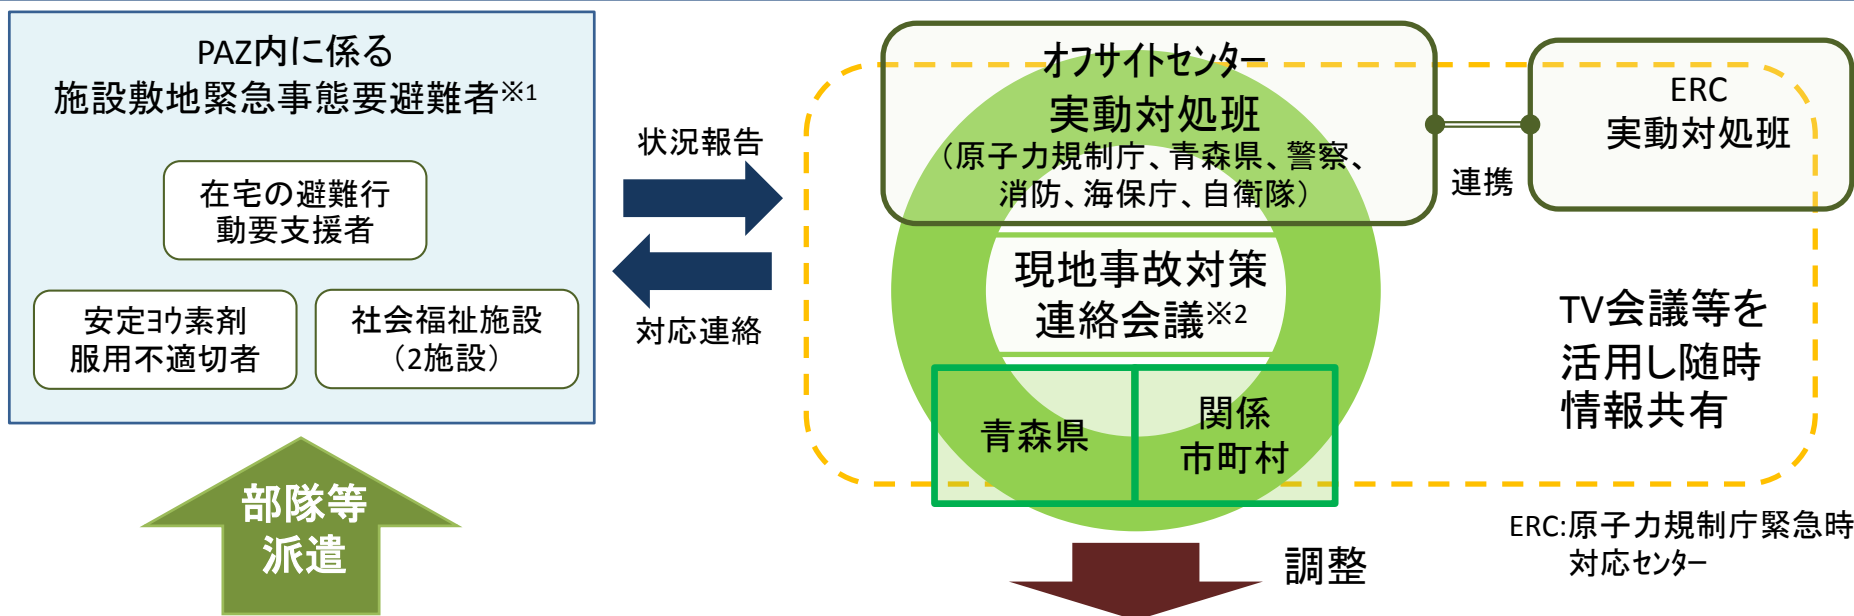 PAZ内に係る
施設敷地緊急事態要避難者※1
在宅の避難行
動要支援者
安定ヨウ素剤
服用不適切者
社会福祉施設
（2施設）
部隊等
派遣
状況報告
対応連絡
オフサイトセンター
実動対処班
（原子力規制庁、青森県、警察、
消防、海保庁、自衛隊）
連携
ERC
実動対処班
現地事故対策
連絡会議※2
青森県
関係
市町村
TV会議等を
活用し随時
情報共有
調整
ERC:原子力規制庁緊急時
対応センター